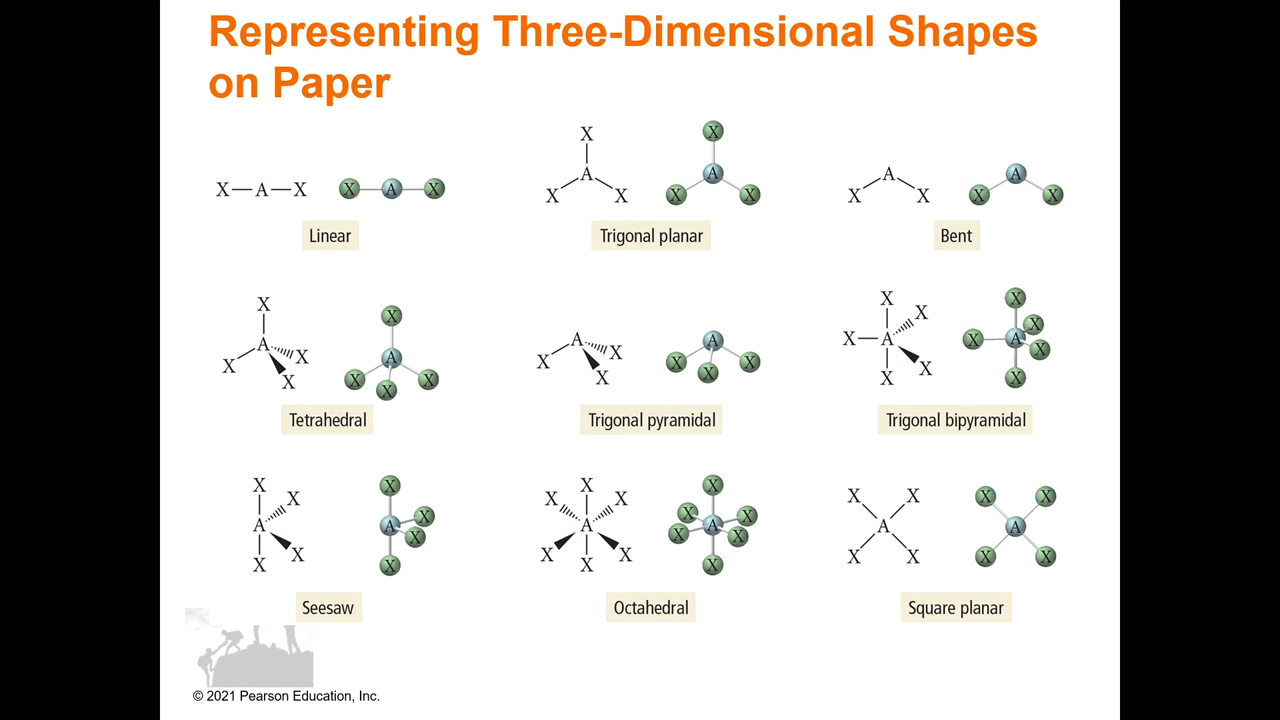 Representing Three-Dimensional Shapes
on Paper
X—A—X X A X
Linear
X
A
X X
X
A
X X
Trigonal planar
A
X X
A
X X
Bent
X
A
X X
X
X
A
X X
X
Tetrahedral
A
X X
X
A
X X
X
Trigonal pyramidal
X
X
X—A
X
X
X
X
X A
X
X
Trigonal bipyramidal
X
X
A
X
X
X
X
A
X
X
Seesaw
X
X X
A
X X
X
X
X X
A
X X
X
Octahedral
X X
A
X X
X X
A
X X
Square planar
© 2021 Pearson Education, Inc.